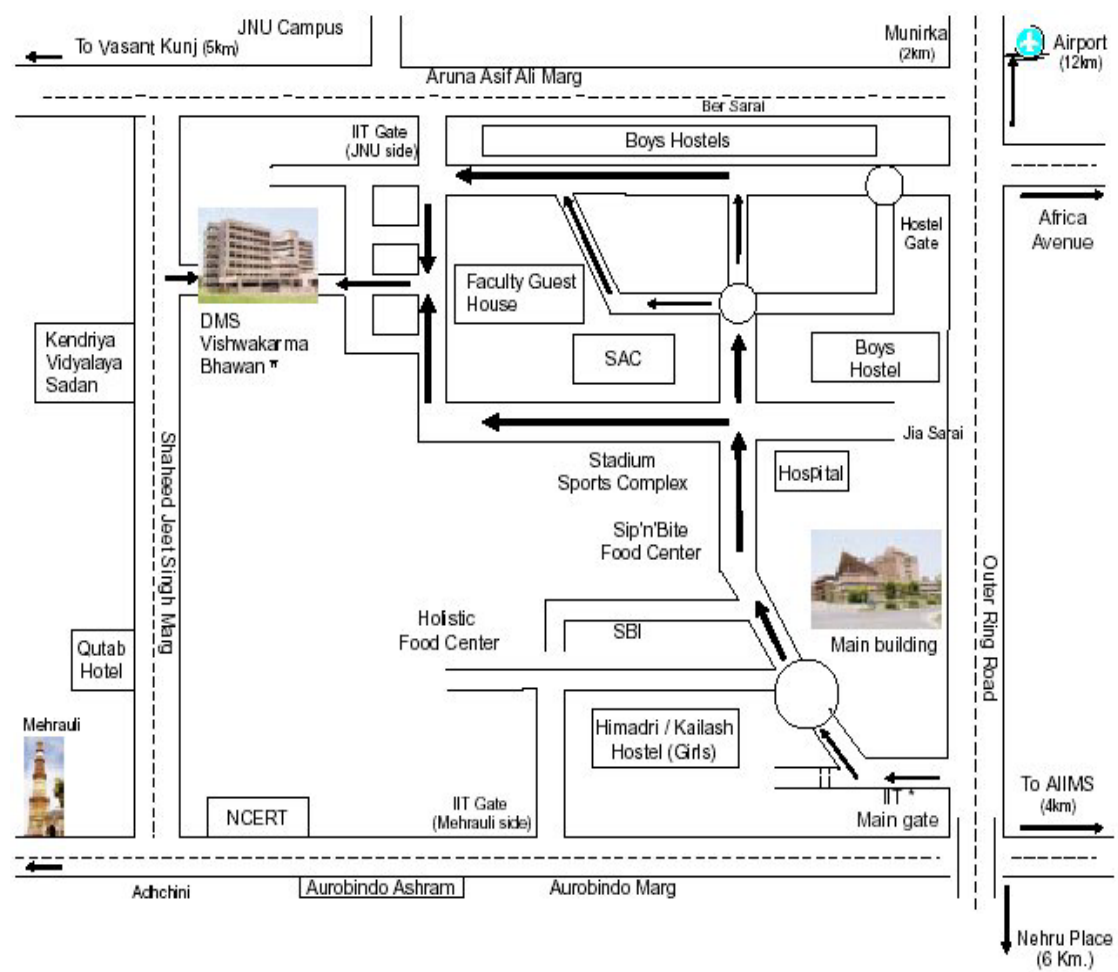 JNU Campus
To Vasant Kunj (5km)
Munirka
(2km)
Airport
(12km)
Aruna Asif Ali Marg
Ber Sarai
IIT Gate
(JNU side)
Boys Hostels
Africa
Avenue
Hostel
Gate
Faculty Guest
House
DMS
Vishwakarma
Bhawan
Kendriya
Vidyalaya
Sadan
SAC
Boys
Hostel
Jia Sarai
Shaheed Jeet Singh Marg
Stadium
Sports Complex
Hospital
Sip'n'Bite
Food Center
Outer Ring Road
Holistic
Food Center
SBI
Main building
Qutab
Hotel
Mehrauli
Himadri / Kailash
Hostel (Girls)
IIT *
Main gate
To AIIMS
(4km)
NCERT
IIT Gate
(Mehrauli side)
Adhchini
Aurobindo Ashram
Aurobindo Marg
Nehru Place
(6 Km.)